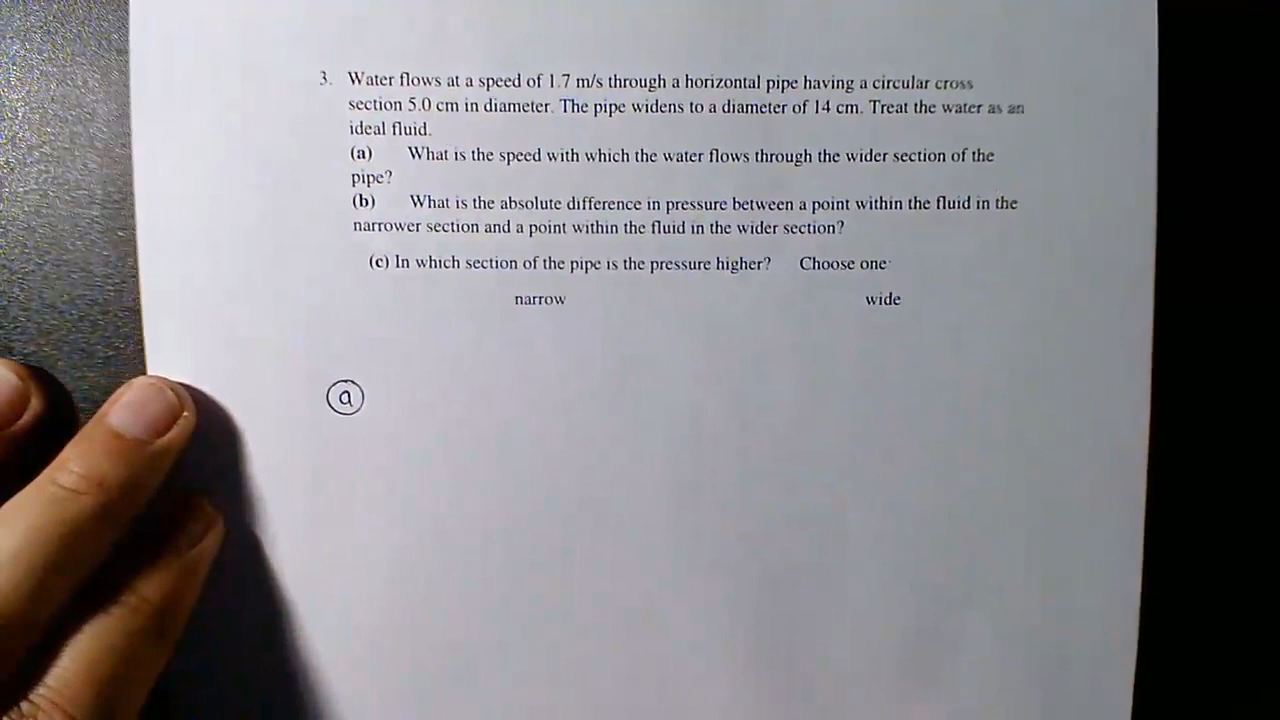 3. Water flows at a speed of 1.7 m/s through a horizontal pipe having a circular cross
section 5.0 cm in diameter. The pipe widens to a diameter of 14 cm. Treat the water as an
ideal fluid.
(a) What is the speed with which the water flows through the wider section of the
pipe?
(b) What is the absolute difference in pressure between a point within the fluid in the
narrower section and a point within the fluid in the wider section?
(c) In which section of the pipe is the pressure higher? Choose one:
narrow wide
a